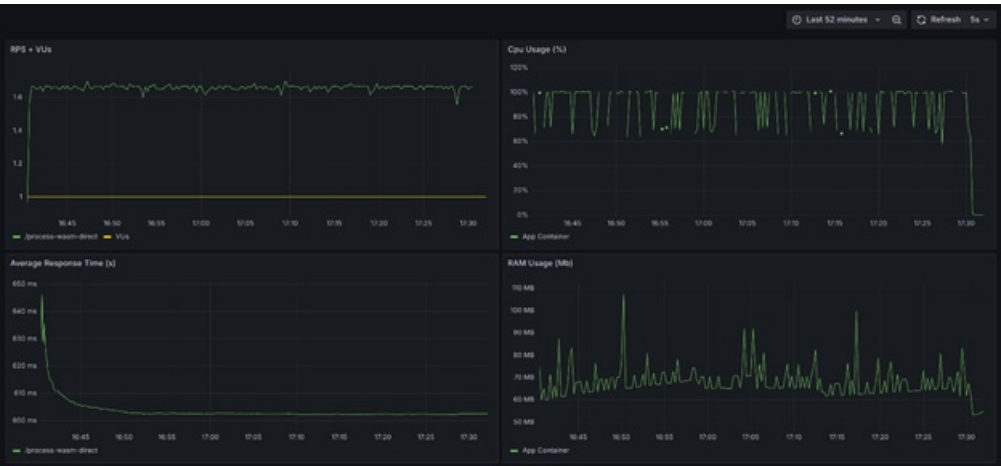 Last 52 minutes
Refresh 5s
RPS + VUs
1.6
1.4
1.2
1
16:45 16:50 16:55 17:00 17:05 17:10 17:15 17:20 17:25 17:30
/process-wasm-direct VUs
Cpu Usage (%)
120%
100%
80%
60%
40%
20%
0%
16:45 16:50 16:55 17:00 17:05 17:10 17:15 17:20 17:25 17:30
App Container
Average Response Time (s)
650 ms
640 ms
630 ms
620 ms
610 ms
600 ms
16:45 16:50 16:55 17:00 17:05 17:10 17:15 17:20 17:25 17:30
/process-wasm-direct
RAM Usage (Mb)
110 MB
100 MB
90 MB
80 MB
70 MB
60 MB
50 MB
16:45 16:50 16:55 17:00 17:05 17:10 17:15 17:20 17:25 17:30
App Container